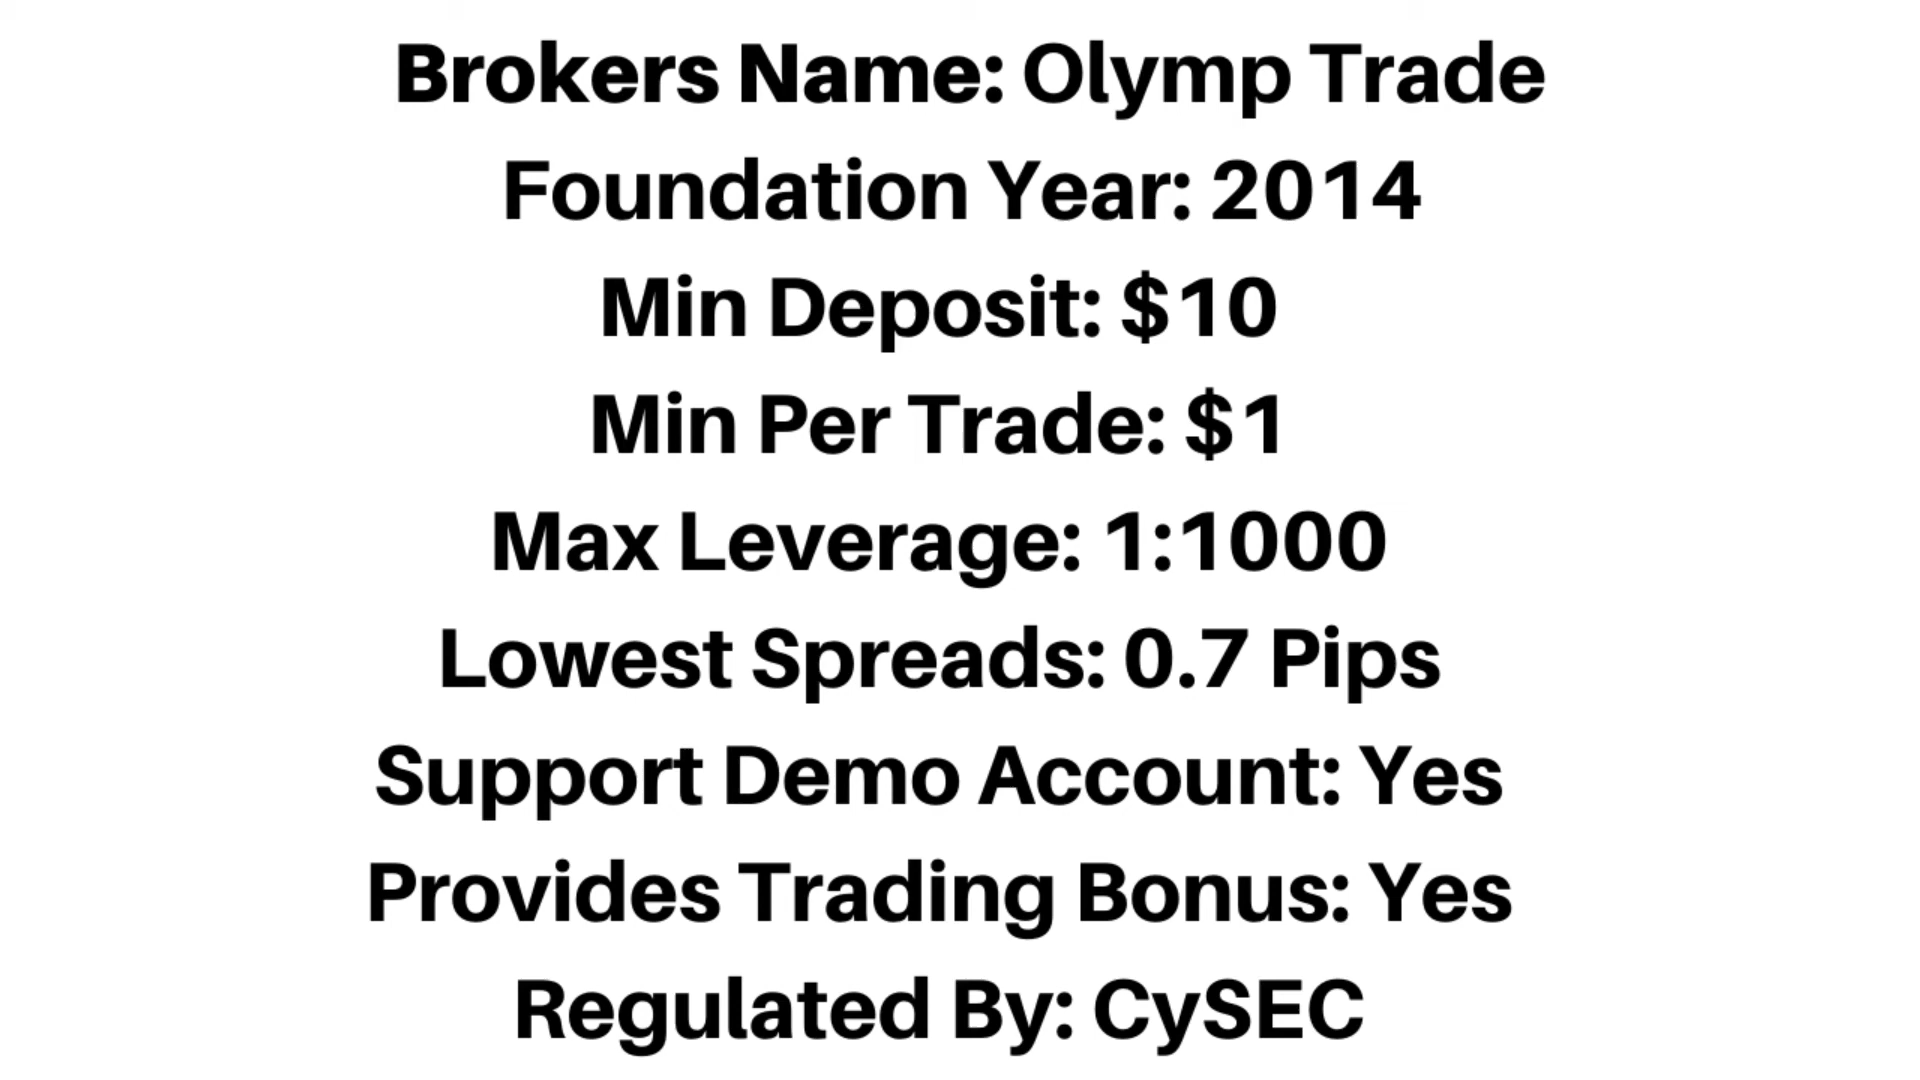 Brokers Name: Olymp Trade
Foundation Year: 2014
Min Deposit: $10
Min Per Trade: $1
Max Leverage: 1:1000
Lowest Spreads: 0.7 Pips
Support Demo Account: Yes
Provides Trading Bonus: Yes
Regulated By: CySEC